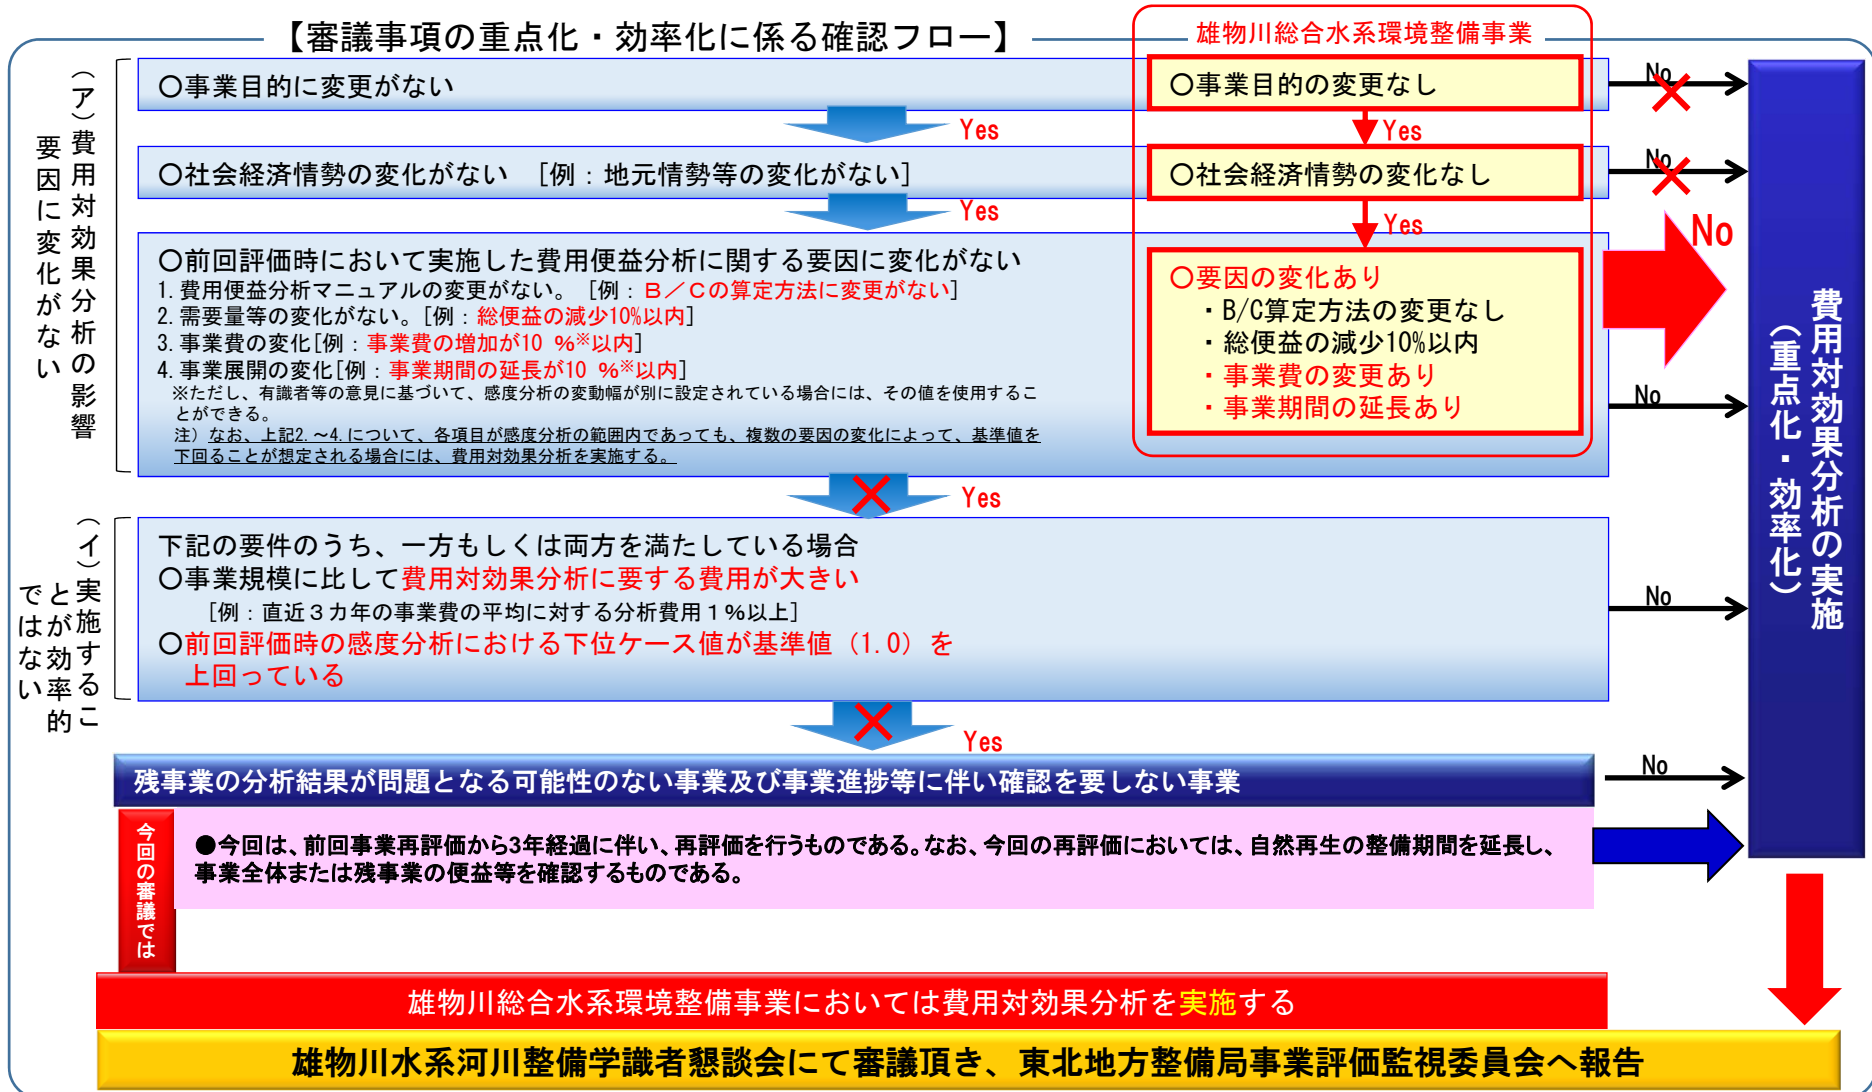 【審議事項の重点化・効率化に係る確認フロー】
雄物川総合水系環境整備事業
(ア)費用対効果分析の影響
要因に変化がない
〇事業目的に変更がない
〇事業目的の変更なし
No
Yes
Yes
〇社会経済情勢の変化がない [例：地元情勢等の変化がない]
〇社会経済情勢の変化なし
No
Yes
Yes
〇前回評価時において実施した費用便益分析に関する要因に変化がない
1.費用便益分析マニュアルの変更がない。 [例：Ｂ／Ｃの算定方法に変更がない]
2.需要量等の変化がない。[例：総便益の減少10%以内]
3.事業費の変化[例：事業費の増加が10 %※以内]
4.事業展開の変化[例：事業期間の延長が10 %※以内]
※ただし、有識者等の意見に基づいて、感度分析の変動幅が別に設定されている場合には、その値を使用するこ
とができる。
注）なお、上記2.～4.について、各項目が感度分析の範囲内であっても、複数の要因の変化によって、基準値を
下回ることが想定される場合には、費用対効果分析を実施する。
〇要因の変化あり
・B/C算定方法の変更なし
・総便益の減少10%以内
・事業費の変更あり
・事業期間の延長あり
No
No
Yes
(イ)実施するこ
とが効率的
ではない
下記の要件のうち、一方もしくは両方を満たしている場合
〇事業規模に比して費用対効果分析に要する費用が大きい
[例：直近３カ年の事業費の平均に対する分析費用１%以上]
〇前回評価時の感度分析における下位ケース値が基準値（1.0）を
上回っている
No
Yes
残事業の分析結果が問題となる可能性のない事業及び事業進捗等に伴い確認を要しない事業
No
費用対効果分析の実施
（重点化・効率化）
今回の審議では
●今回は、前回事業再評価から3年経過に伴い、再評価を行うものである。なお、今回の再評価においては、自然再生の整備期間を延長し、
事業全体または残事業の便益等を確認するものである。
雄物川総合水系環境整備事業においては費用対効果分析を実施する
雄物川水系河川整備学識者懇談会にて審議頂き、東北地方整備局事業評価監視委員会へ報告